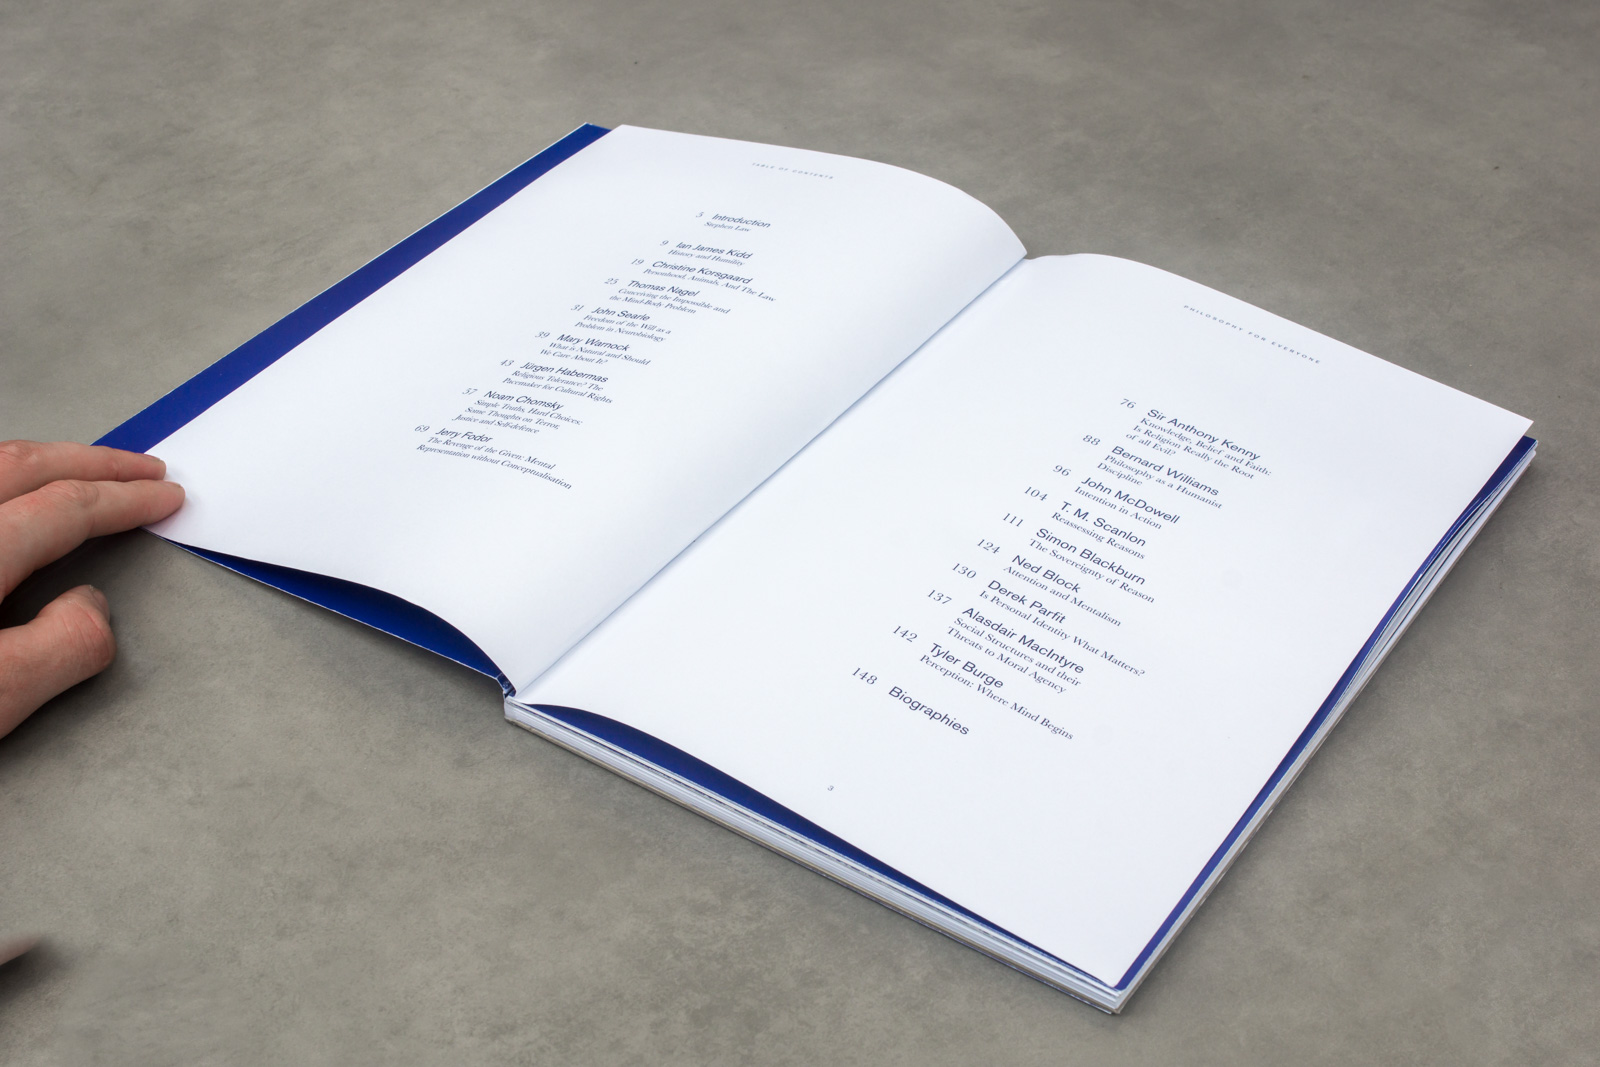 TABLE OF CONTENTS
5 Introduction
Stephen Law
9 Ian James Kidd
History and Humility
19 Christine Korsgaard
Personhood, Animals, And The Law
25 Thomas Nagel
Conceiving the Impossible and
the Mind-Body Problem
31 John Searle
Freedom of the Will as a
Problem in Neurobiology
39 Mary Warnock
What is Natural and Should
We Care About It?
43 Jürgen Habermas
Religious Tolerance? The
Pacemaker for Cultural Rights
57 Noam Chomsky
Simple Truths, Hard Choices:
Some Thoughts on Terror,
Justice and Self-defence
69 Jerry Fodor
The Revenge of the Given: Mental
Representation without Conceptualisation
PHILOSOPHY FOR EVERYONE
76 Sir Anthony Kenny
Knowledge, Belief and Faith:
Is Religion Really the Root
of all Evil?
88 Bernard Williams
Philosophy as a Humanist
Discipline
96 John McDowell
Intention in Action
104 T. M. Scanlon
Reassessing Reasons
111 Simon Blackburn
The Sovereignty of Reason
124 Ned Block
Attention and Mentalism
130 Derek Parfit
Is Personal Identity What Matters?
137 Alasdair MacIntyre
Social Structures and their
Threats to Moral Agency
142 Tyler Burge
Perception: Where Mind Begins
148 Biographies
3